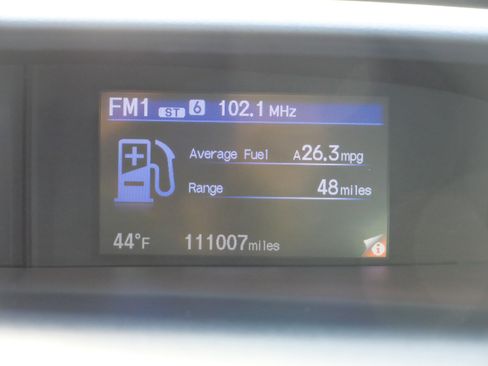 FM1 ST 6 102.1 MHz
Average Fuel A26.3mpg
Range 48miles
44°F 111007miles
i